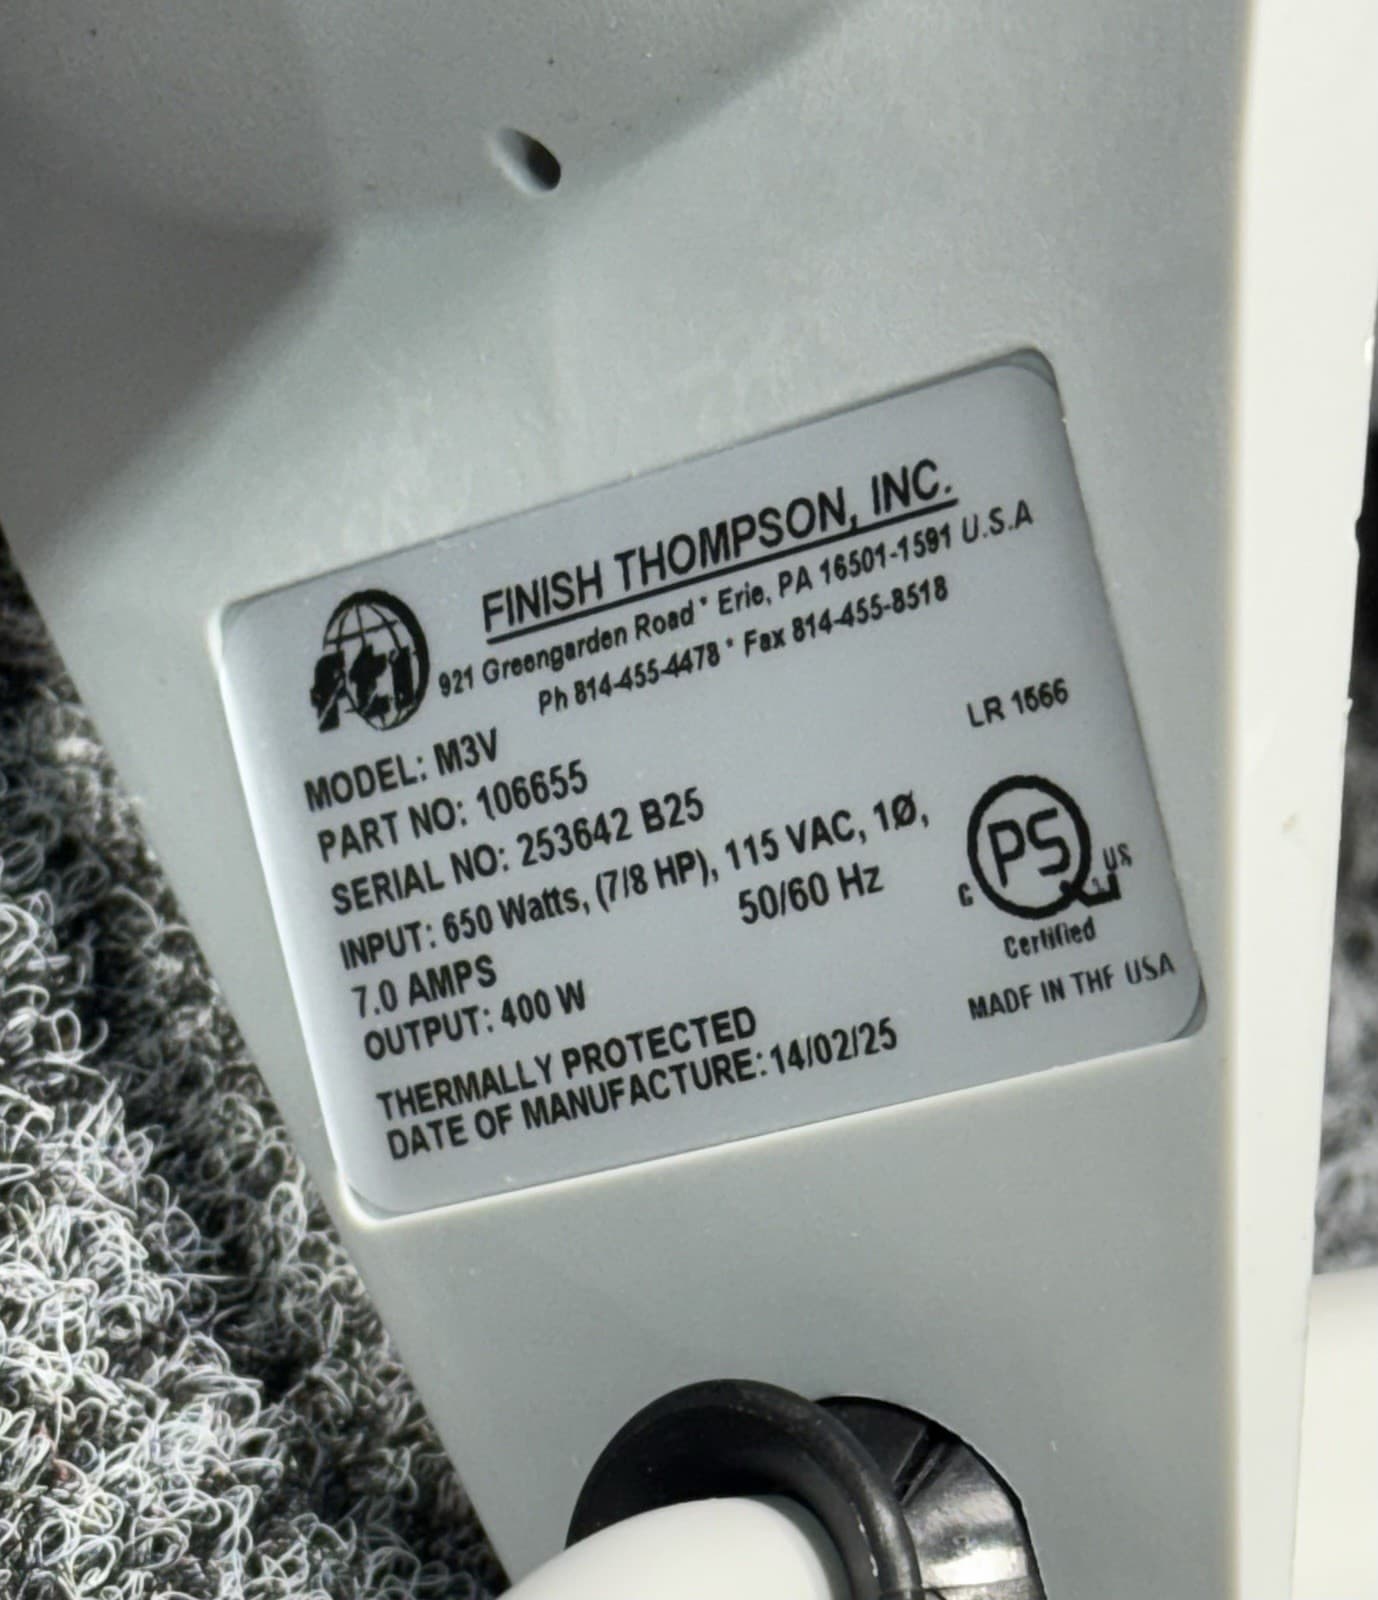 FINISH THOMPSON, INC.
921 Greengarden Road * Erie, PA 16501-1591 U.S.A
Ph 814-455-4478 * Fax 814-455-8518
fti
MODEL: M3V
LR 1566
PART NO: 106655
SERIAL NO: 253642 B25
INPUT: 650 Watts, (7/8 HP), 115 VAC, 1Ø,
50/60 Hz
7.0 AMPS
OUTPUT: 400 W
PS
C US
Certified
THERMALLY PROTECTED
MADE IN THE USA
DATE OF MANUFACTURE: 14/02/25